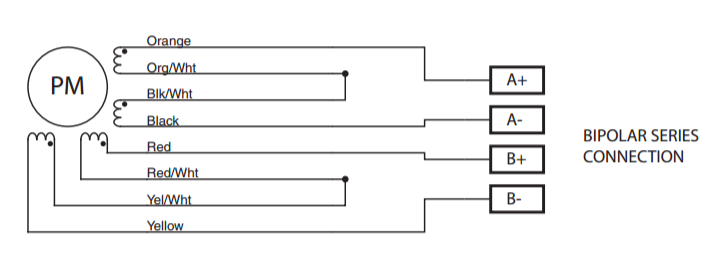 Orange
Org/Wht
Blk/Wht
Black
Red
Red/Wht
Yel/Wht
Yellow
PM
A+
A-
B+
B-
BIPOLAR SERIES
CONNECTION